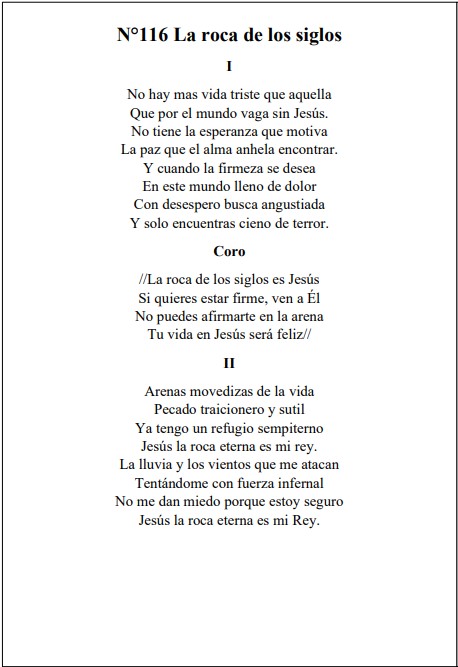 N°116 La roca de los siglos
I
No hay mas vida triste que aquella
Que por el mundo vaga sin Jesús.
No tiene la esperanza que motiva
La paz que el alma anhela encontrar.
Y cuando la firmeza se desea
En este mundo lleno de dolor
Con desespero busca angustiada
Y solo encuentras cieno de terror.
Coro
//La roca de los siglos es Jesús
Si quieres estar firme, ven a Él
No puedes afirmarte en la arena
Tu vida en Jesús será feliz//
II
Arenas movedizas de la vida
Pecado traicionero y sutil
Ya tengo un refugio sempiterno
Jesús la roca eterna es mi rey.
La lluvia y los vientos que me atacan
Tentándome con fuerza infernal
No me dan miedo porque estoy seguro
Jesús la roca eterna es mi Rey.